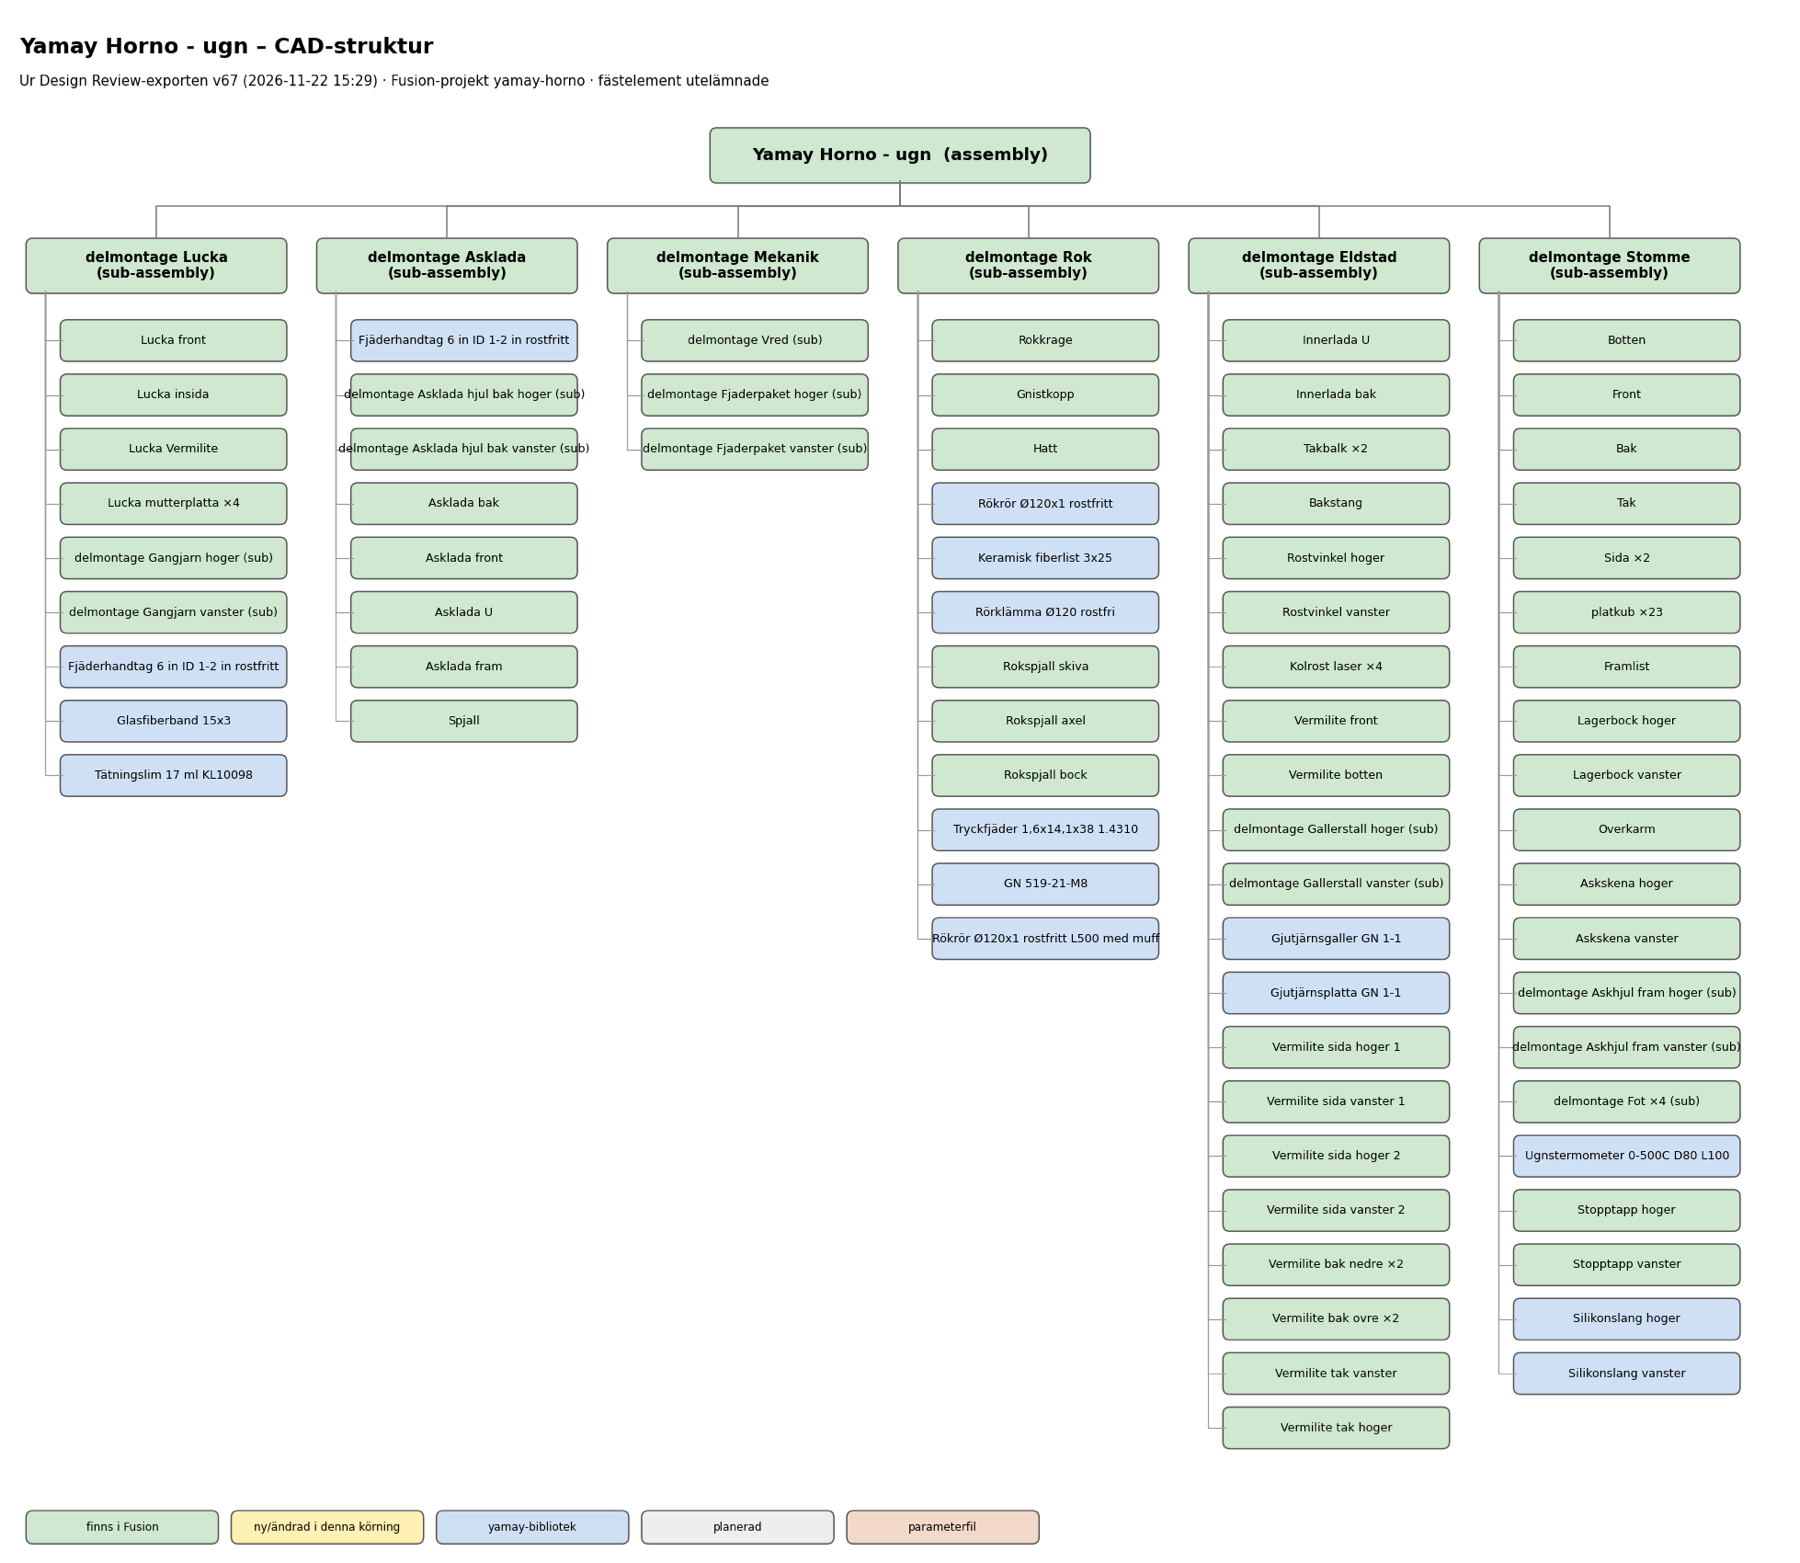 Yamay Horno - ugn – CAD-struktur
Ur Design Review-exporten v67 (2026-11-22 15:29) · Fusion-projekt yamay-horno · fästelement utelämnade
Yamay Horno - ugn (assembly)
delmontage Lucka
(sub-assembly)
Lucka front
Lucka insida
Lucka Vermilite
Lucka mutterplatta ×4
delmontage Gangjarn hoger (sub)
delmontage Gangjarn vanster (sub)
Fjäderhandtag 6 in ID 1-2 in rostfritt
Glasfiberband 15x3
Tätningslim 17 ml KL10098
delmontage Asklada
(sub-assembly)
Fjäderhandtag 6 in ID 1-2 in rostfritt
delmontage Asklada hjul bak hoger (sub)
delmontage Asklada hjul bak vanster (sub)
Asklada bak
Asklada front
Asklada U
Asklada fram
Spjall
delmontage Mekanik
(sub-assembly)
delmontage Vred (sub)
delmontage Fjaderpaket hoger (sub)
delmontage Fjaderpaket vanster (sub)
delmontage Rok
(sub-assembly)
Rokkrage
Gnistkopp
Hatt
Rökrör Ø120x1 rostfritt
Keramisk fiberlist 3x25
Rörklämma Ø120 rostfri
Rokspjall skiva
Rokspjall axel
Rokspjall bock
Tryckfjäder 1,6x14,1x38 1.4310
GN 519-21-M8
Rökrör Ø120x1 rostfritt L500 med muff
delmontage Eldstad
(sub-assembly)
Innerlada U
Innerlada bak
Takbalk ×2
Bakstang
Rostvinkel hoger
Rostvinkel vanster
Kolrost laser ×4
Vermilite front
Vermilite botten
delmontage Gallerstall hoger (sub)
delmontage Gallerstall vanster (sub)
Gjutjärnsgaller GN 1-1
Gjutjärnsplatta GN 1-1
Vermilite sida hoger 1
Vermilite sida vanster 1
Vermilite sida hoger 2
Vermilite sida vanster 2
Vermilite bak nedre ×2
Vermilite bak ovre ×2
Vermilite tak vanster
Vermilite tak hoger
delmontage Stomme
(sub-assembly)
Botten
Front
Bak
Tak
Sida ×2
platkub ×23
Framlist
Lagerbock hoger
Lagerbock vanster
Overkarm
Askskena hoger
Askskena vanster
delmontage Askhjul fram hoger (sub)
delmontage Askhjul fram vanster (sub)
delmontage Fot ×4 (sub)
Ugnstermometer 0-500C D80 L100
Stopptapp hoger
Stopptapp vanster
Silikonslang hoger
Silikonslang vanster
finns i Fusion
ny/ändrad i denna körning
yamay-bibliotek
planerad
parameterfil